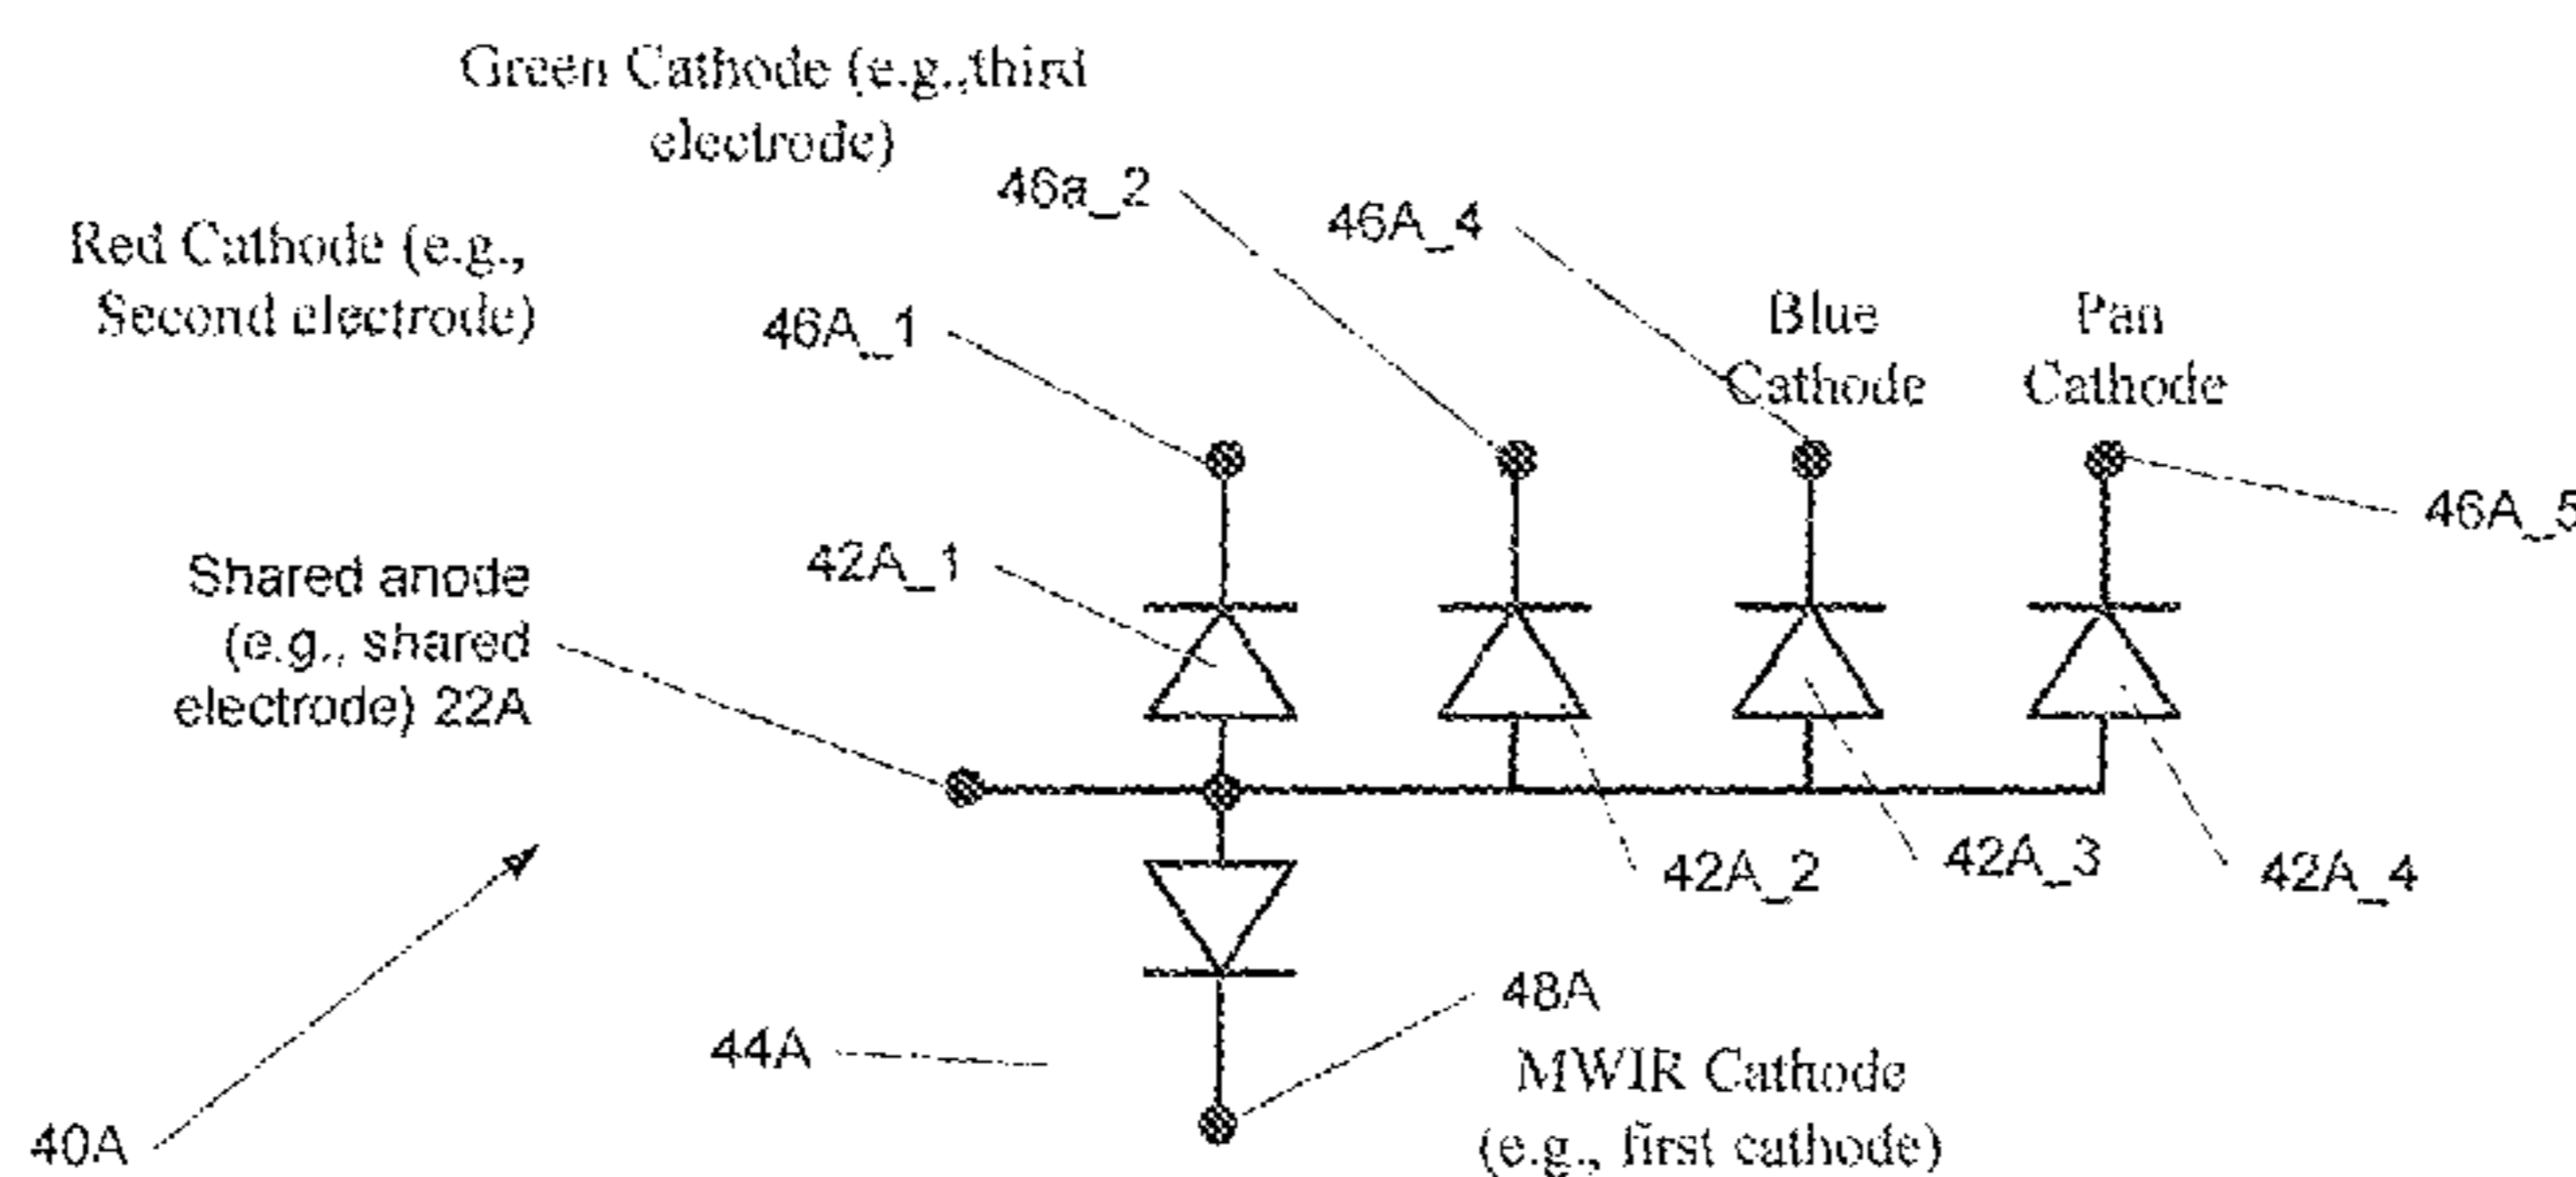 Green Cathode (e.g.,third
electrode)
46a_2
46A_4
Red Cathode (e.g.,
Second electrode)
46A_1
Blue
Cathode
Pan
Cathode
46A_5
42A_1
Shared anode
(e.g., shared
electrode) 22A
42A_2
42A_3
42A_4
48A
44A
MWIR Cathode
(e.g., first cathode)
40A